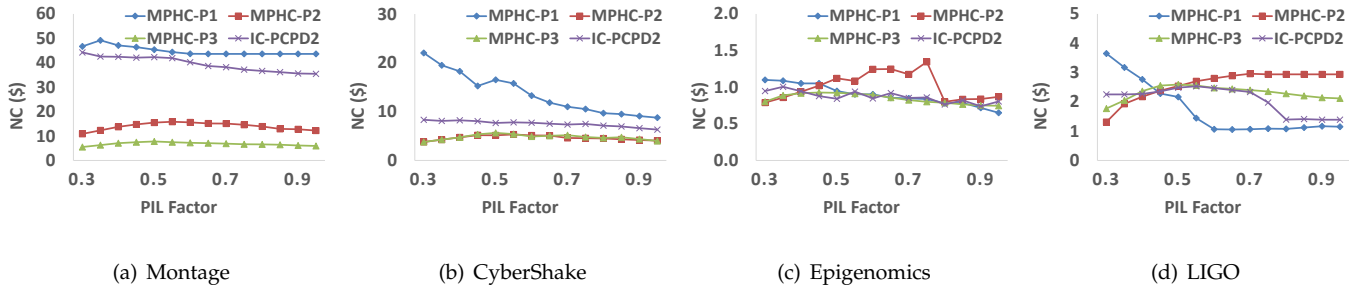 NC ($)
60
50
40
30
20
10
0
MPHC-P1 MPHC-P2
MPHC-P3 IC-PCPD2
0.3 0.5 0.7 0.9
PIL Factor
(a) Montage
NC ($)
30
20
10
0
MPHC-P1 MPHC-P2
MPHC-P3 IC-PCPD2
0.3 0.5 0.7 0.9
PIL Factor
(b) CyberShake
NC ($)
2.0
1.5
1.0
0.5
0.0
MPHC-P1 MPHC-P2
MPHC-P3 IC-PCPD2
0.3 0.5 0.7 0.9
PIL Factor
(c) Epigenomics
NC ($)
5
4
3
2
1
0
MPHC-P1 MPHC-P2
MPHC-P3 IC-PCPD2
0.3 0.5 0.7 0.9
PIL Factor
(d) LIGO